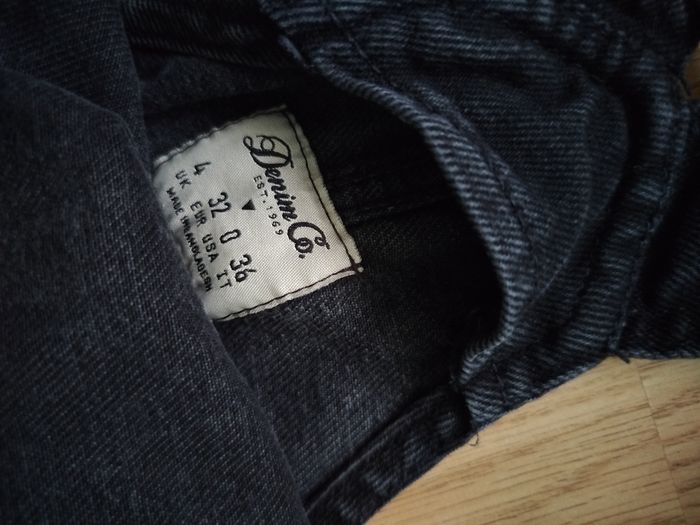 Denim Co.
EST. 1969
4 32 0 36
UK EUR USA IT
MADE IN BANGLADESH